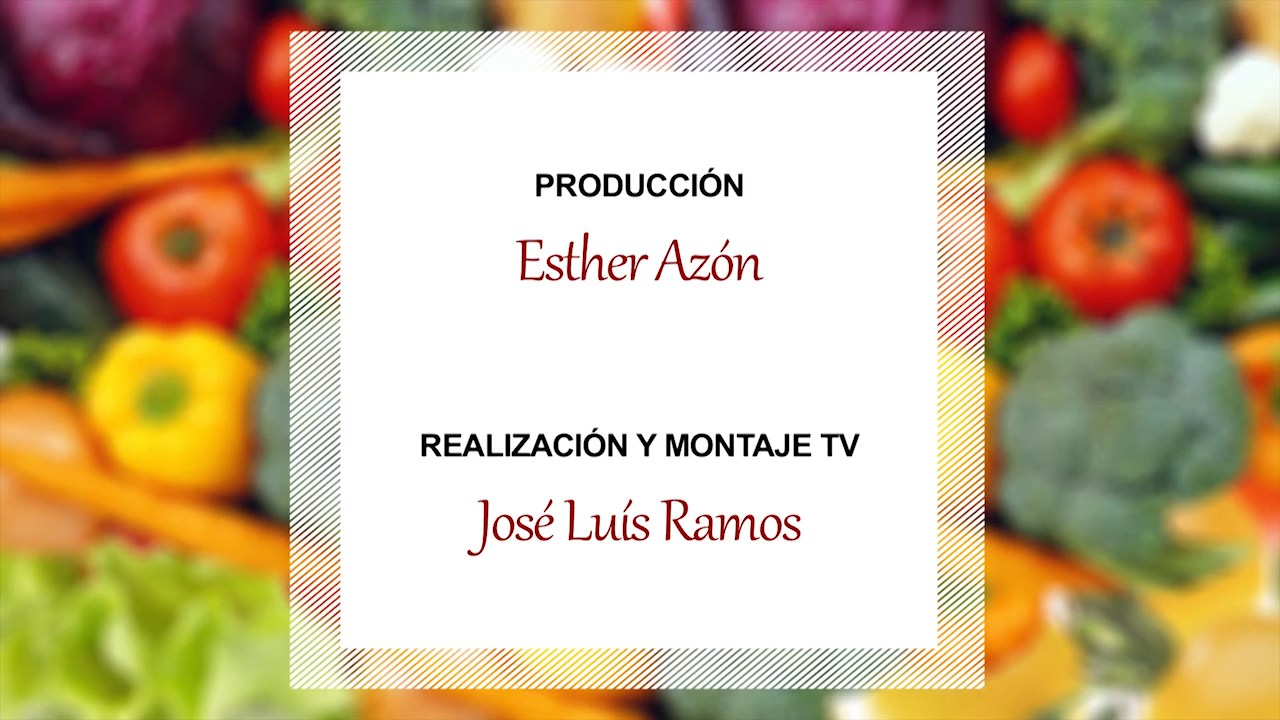 PRODUCCIÓN
Esther Azón
REALIZACIÓN Y MONTAJE TV
José Luís Ramos